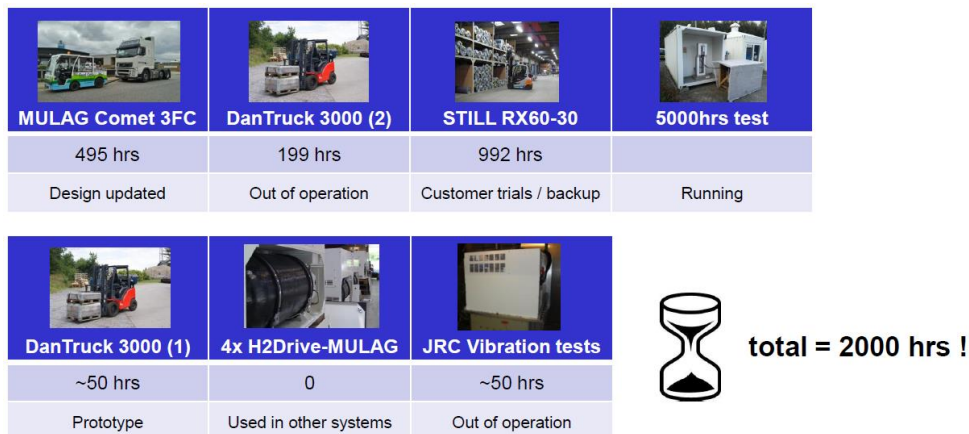 MULAG Comet 3FC DanTruck 3000 (2) STILL RX60-30 5000hrs test
495 hrs 199 hrs 992 hrs
Design updated Out of operation Customer trials / backup Running
DanTruck 3000 (1) 4x H2Drive-MULAG JRC Vibration tests
~50 hrs 0 ~50 hrs
Prototype Used in other systems Out of operation
total = 2000 hrs !